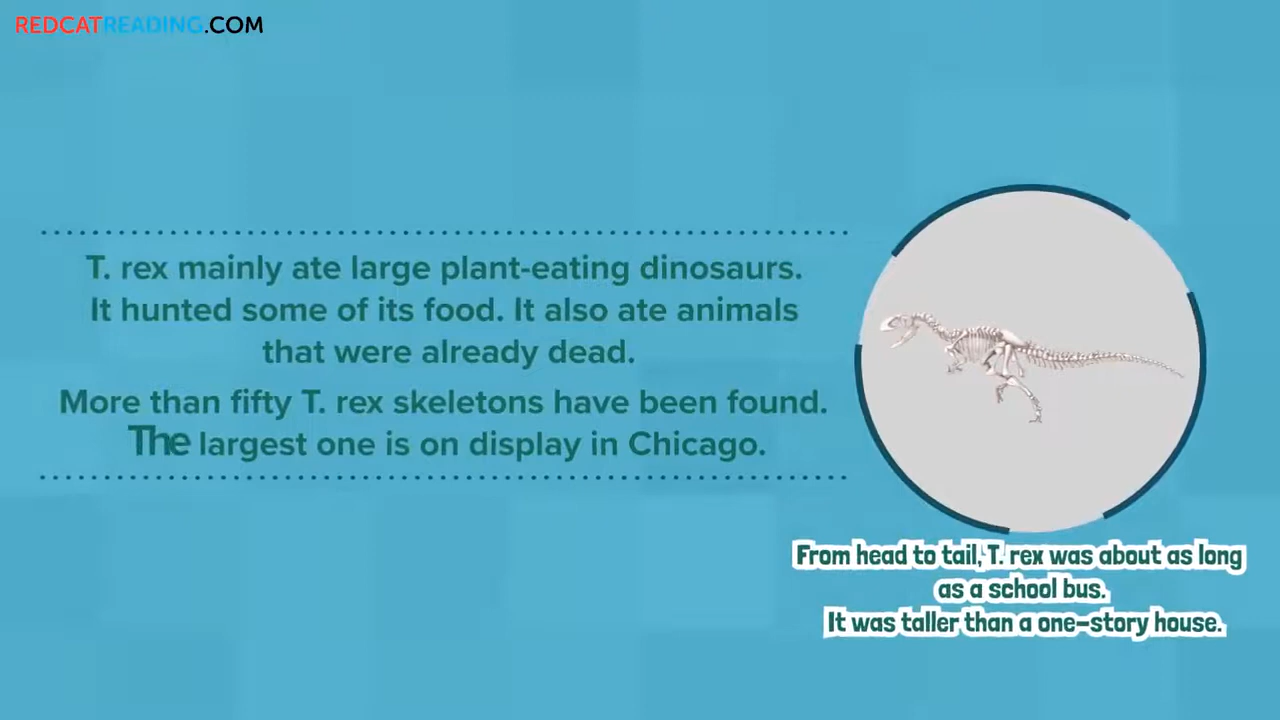 REDCATREADING.COM
T. rex mainly ate large plant-eating dinosaurs.
It hunted some of its food. It also ate animals
that were already dead.
More than fifty T. rex skeletons have been found.
The largest one is on display in Chicago.
From head to tail, T. rex was about as long
as a school bus.
It was taller than a one-story house.